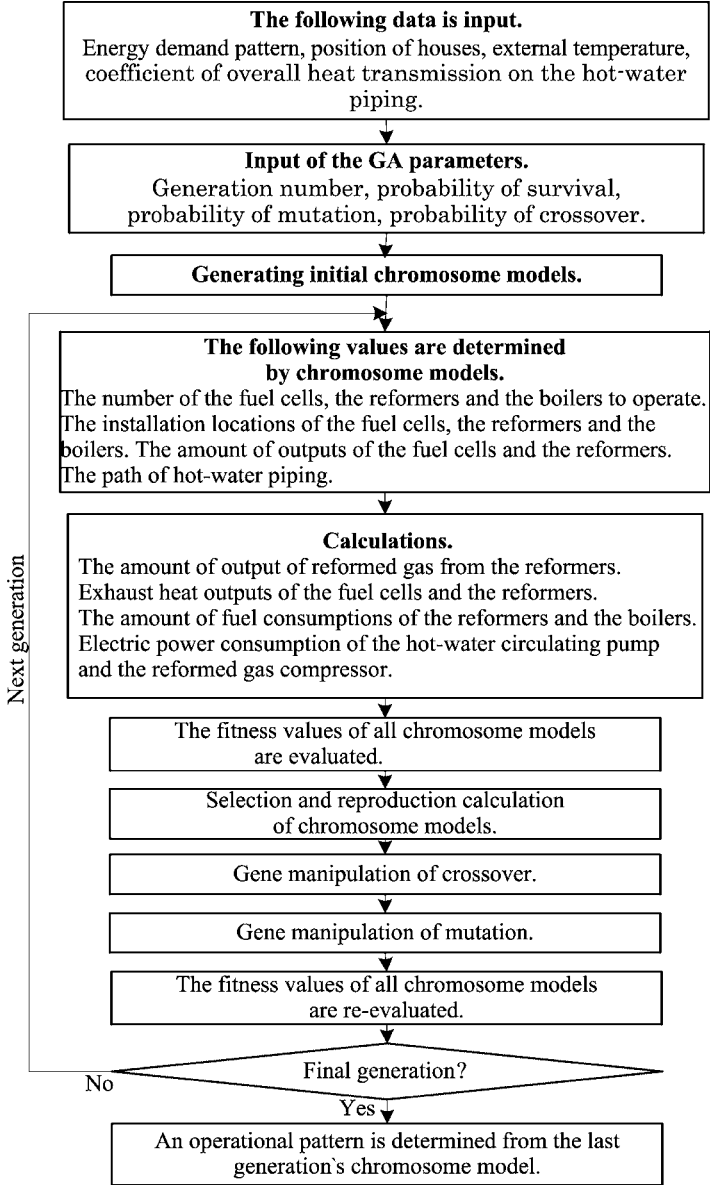 The following data is input.
Energy demand pattern, position of houses, external temperature,
coefficient of overall heat transmission on the hot-water
piping.
Input of the GA parameters.
Generation number, probability of survival,
probability of mutation, probability of crossover.
Generating initial chromosome models.
The following values are determined
by chromosome models.
The number of the fuel cells, the reformers and the boilers to operate.
The installation locations of the fuel cells, the reformers and the
boilers. The amount of outputs of the fuel cells and the reformers.
The path of hot-water piping.
Calculations.
The amount of output of reformed gas from the reformers.
Exhaust heat outputs of the fuel cells and the reformers.
The amount of fuel consumptions of the reformers and the boilers.
Electric power consumption of the hot-water circulating pump
and the reformed gas compressor.
Next generation
The fitness values of all chromosome models
are evaluated.
Selection and reproduction calculation
of chromosome models.
Gene manipulation of crossover.
Gene manipulation of mutation.
The fitness values of all chromosome models
are re-evaluated.
Final generation?
No
Yes
An operational pattern is determined from the last
generation`s chromosome model.